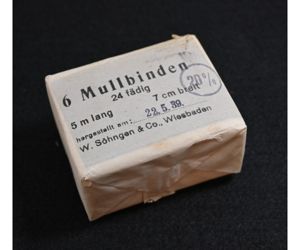 6 Mullbinden
24 fädig 7 cm breit
20%
5 m lang
hergestellt am: 22.5.39.
W. Söhngen & Co., Wiesbaden